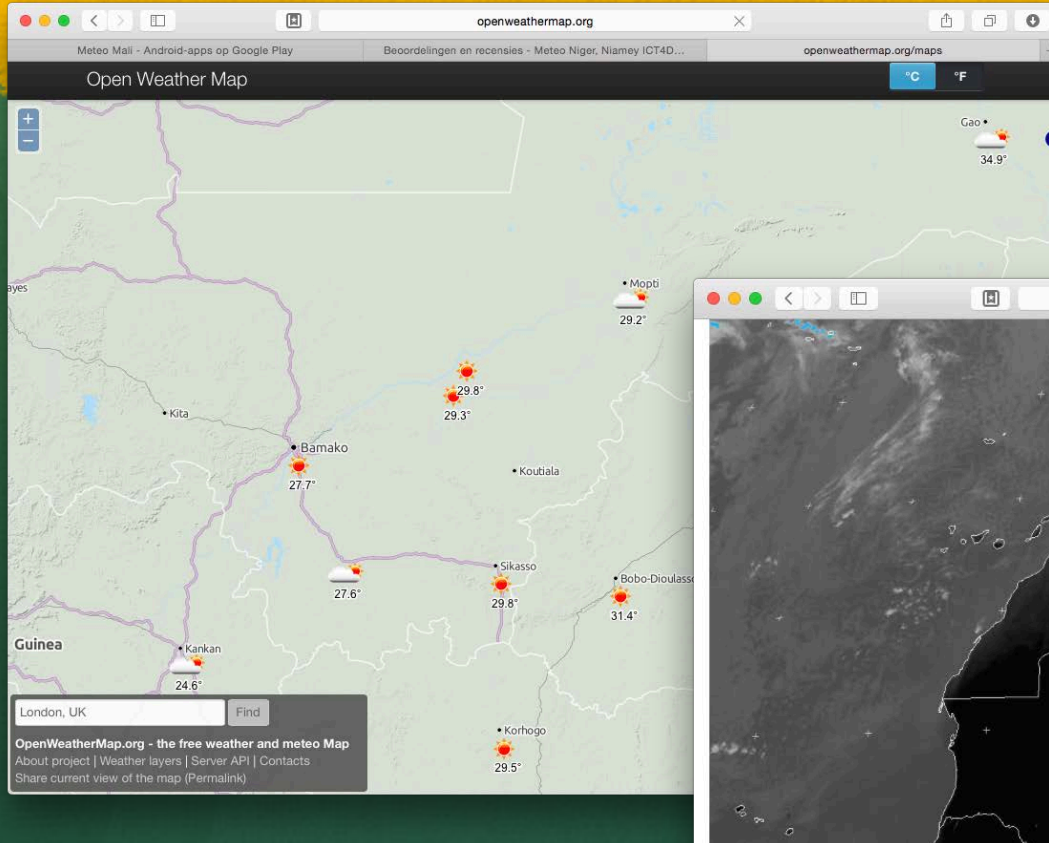 openweathermap.org
Meteo Mali - Android-apps op Google Play
Beoordelingen en recensies - Meteo Niger, Niamey ICT4D...
openweathermap.org/maps
Open Weather Map
°C °F
+
−
Gao
34.9°
ayes
Mopti
29.2°
29.8°
29.3°
Kita
Bamako
27.7°
Koutiala
27.6°
Sikasso
29.8°
Bobo-Dioulasso
31.4°
Guinea
Kankan
24.6°
London, UK Find
OpenWeatherMap.org - the free weather and meteo Map
About project | Weather layers | Server API | Contacts
Share current view of the map (Permalink)
Korhogo
29.5°